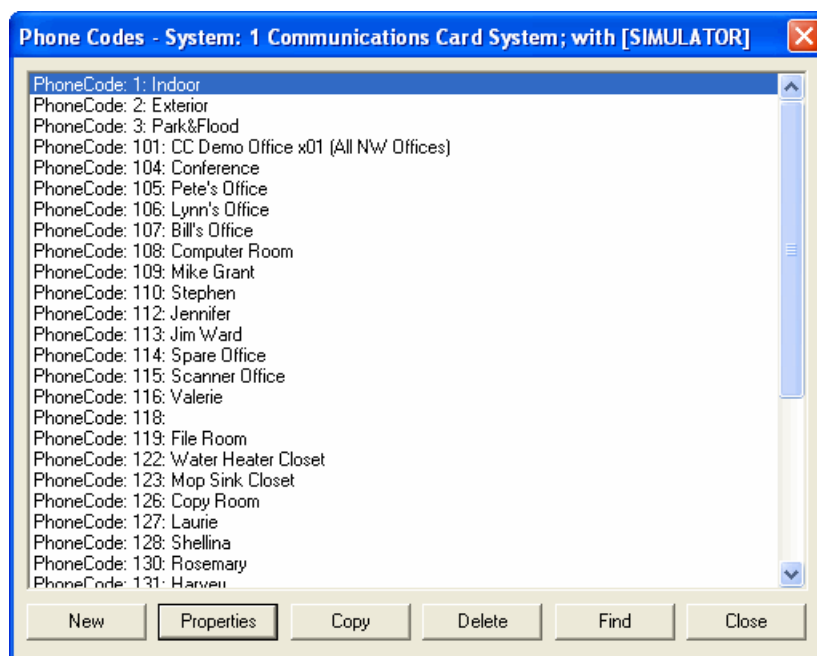 Phone Codes - System: 1 Communications Card System; with [SIMULATOR]
PhoneCode: 1: Indoor
PhoneCode: 2: Exterior
PhoneCode: 3: Park&Flood
PhoneCode: 101: CC Demo Office x01 (All NW Offices)
PhoneCode: 104: Conference
PhoneCode: 105: Pete's Office
PhoneCode: 106: Lynn's Office
PhoneCode: 107: Bill's Office
PhoneCode: 108: Computer Room
PhoneCode: 109: Mike Grant
PhoneCode: 110: Stephen
PhoneCode: 112: Jennifer
PhoneCode: 113: Jim Ward
PhoneCode: 114: Spare Office
PhoneCode: 115: Scanner Office
PhoneCode: 116: Valerie
PhoneCode: 118:
PhoneCode: 119: File Room
PhoneCode: 122: Water Heater Closet
PhoneCode: 123: Mop Sink Closet
PhoneCode: 126: Copy Room
PhoneCode: 127: Laurie
PhoneCode: 128: Shellina
PhoneCode: 130: Rosemary
PhoneCode: 131: Harvey
New Properties Copy Delete Find Close